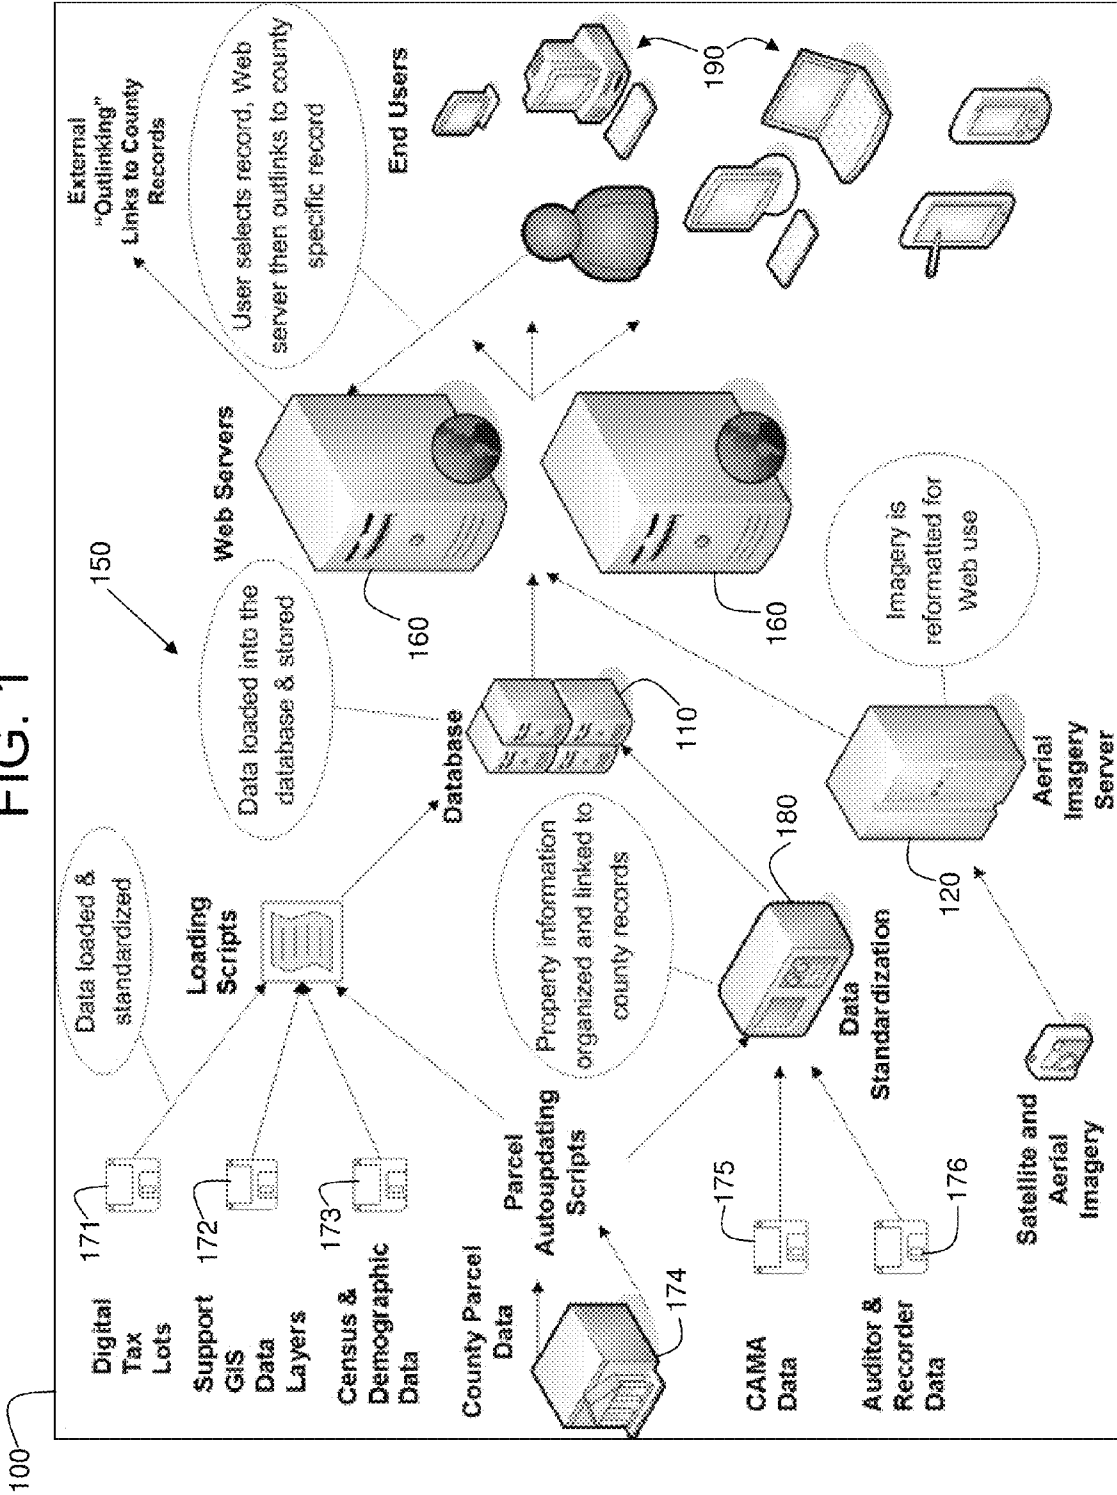 FIG. 1
100
150
Digital
Tax
Lots
171
Support
GIS
Data
Layers
172
Census &
Demographic
Data
173
County Parcel
Data
174
Parcel
Autoupdating
Scripts
CAMA
Data
175
Auditor &
Recorder
Data
176
Satellite and
Aerial
Imagery
Data loaded &
standardized
Loading
Scripts
Property information
organized and linked to
county records
Data
Standardization
180
Data loaded into the
database & stored
Database
110
Aerial
Imagery
Server
120
Imagery is
reformatted for
Web use
Web Servers
160
160
External
"Outlinking"
Links to County
Records
User selects record, Web
server then outlinks to county
specific record
End Users
190